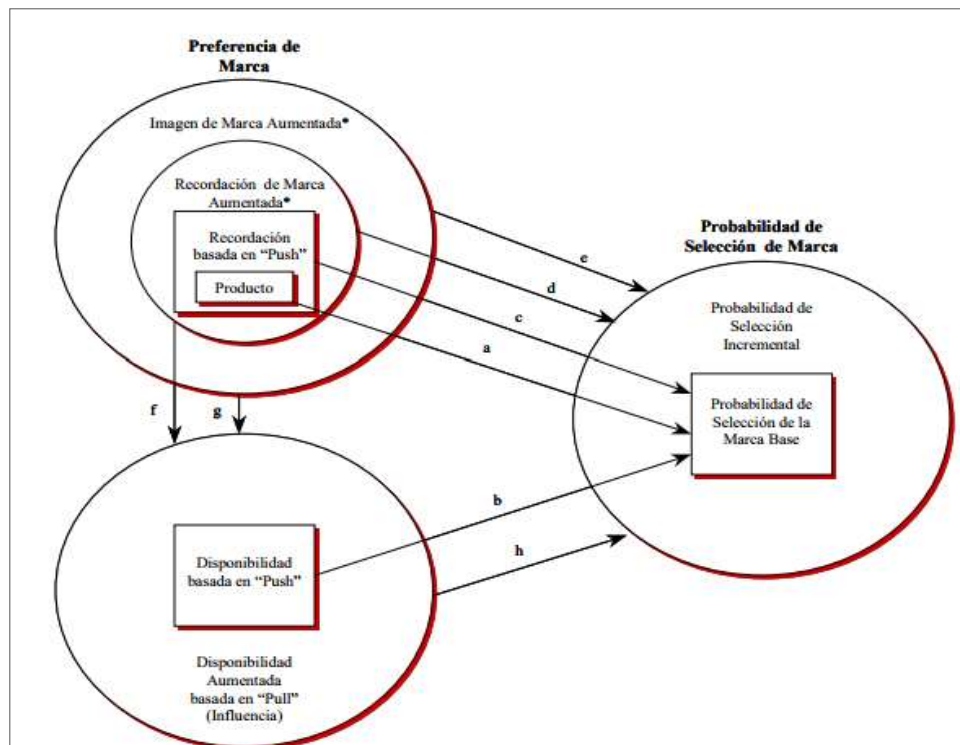 Preferencia de
Marca
Imagen de Marca Aumentada*
Recordación de Marca
Aumentada*
Recordación
basada en “Push”
Producto
Probabilidad de
Selección de Marca
e
d
c
a
Probabilidad de
Selección
Incremental
Probabilidad de
Selección de la
Marca Base
f
g
b
h
Disponibilidad
basada en “Push”
Disponibilidad
Aumentada
basada en “Pull”
(Influencia)